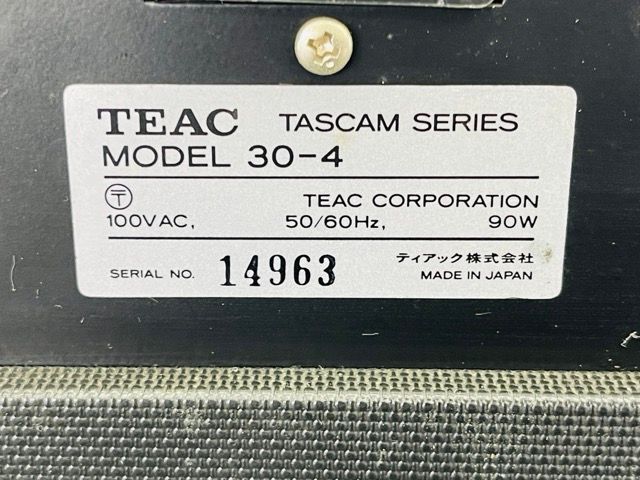 TEAC TASCAM SERIES
MODEL 30-4
〒 TEAC CORPORATION
100VAC, 50/60Hz, 90W
SERIAL NO. 14963 ティアック株式会社
MADE IN JAPAN